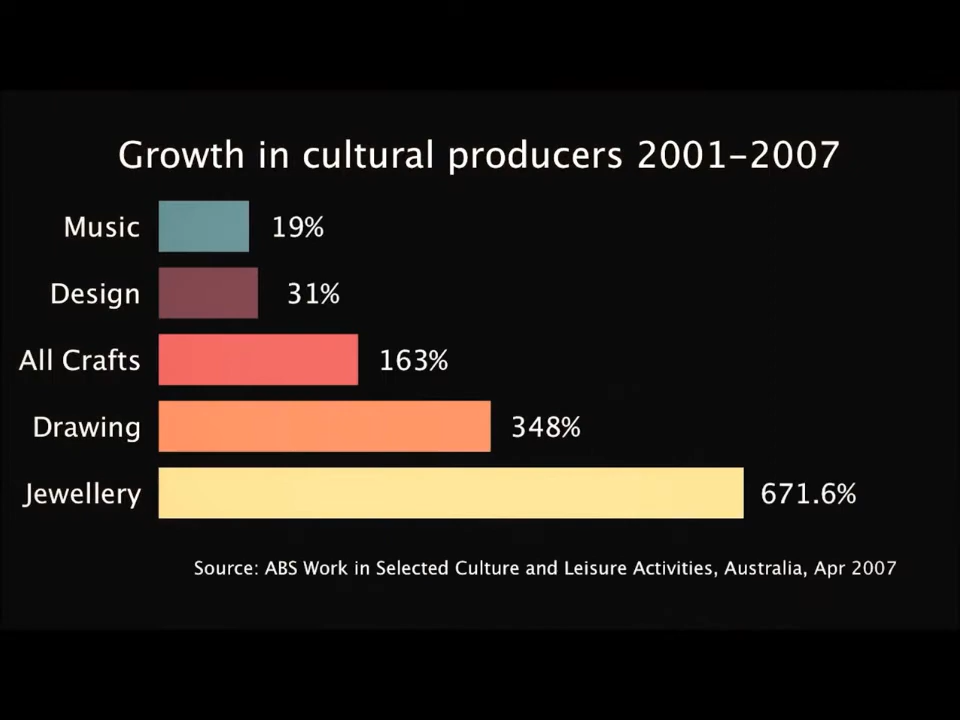 Growth in cultural producers 2001-2007
Music 19%
Design 31%
All Crafts 163%
Drawing 348%
Jewellery 671.6%
Source: ABS Work in Selected Culture and Leisure Activities, Australia, Apr 2007